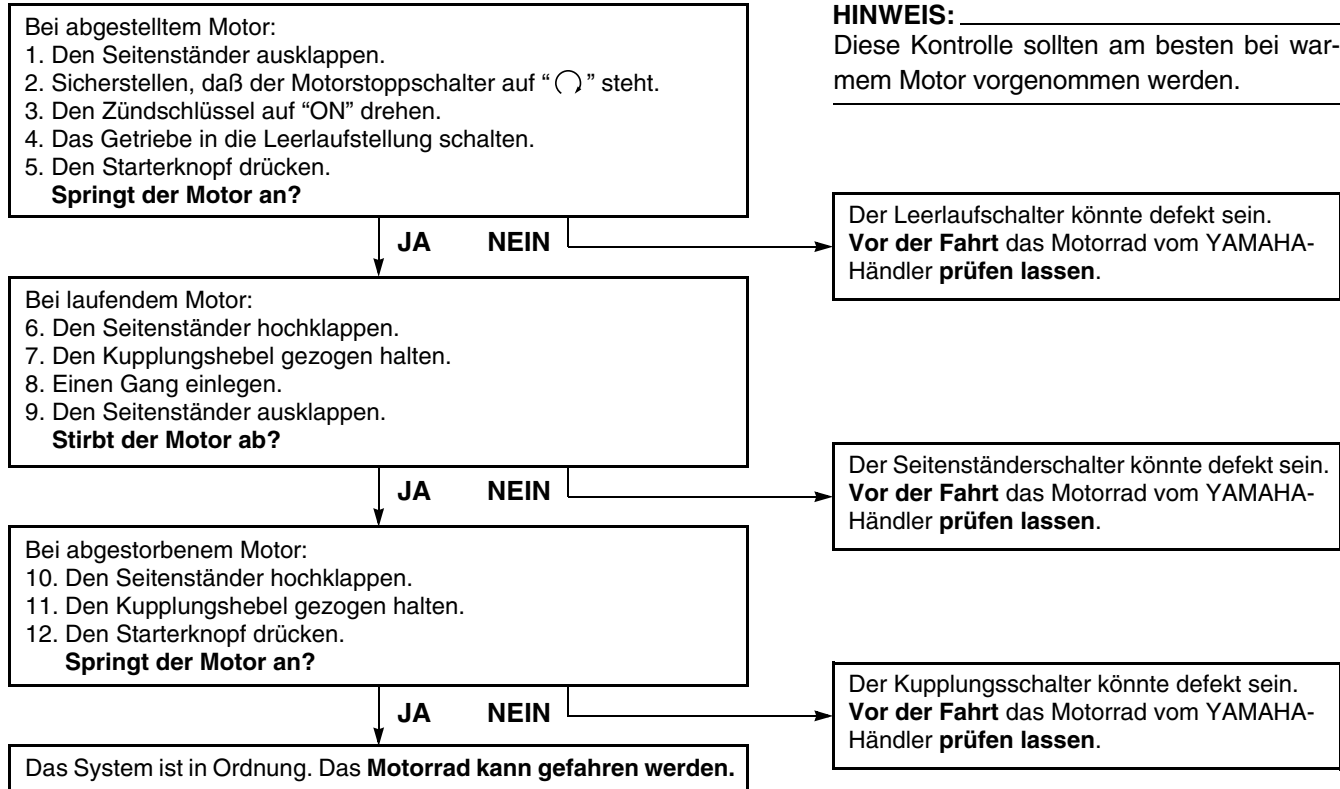 Bei abgestelltem Motor:
1. Den Seitenständer ausklappen.
2. Sicherstellen, daß der Motorstoppschalter auf “ ” steht.
3. Den Zündschlüssel auf “ON” drehen.
4. Das Getriebe in die Leerlaufstellung schalten.
5. Den Starterknopf drücken.
Springt der Motor an?
HINWEIS:
Diese Kontrolle sollten am besten bei war-
mem Motor vorgenommen werden.
JA NEIN
Der Leerlaufschalter könnte defekt sein.
Vor der Fahrt das Motorrad vom YAMAHA-
Händler prüfen lassen.
Bei laufendem Motor:
6. Den Seitenständer hochklappen.
7. Den Kupplungshebel gezogen halten.
8. Einen Gang einlegen.
9. Den Seitenständer ausklappen.
Stirbt der Motor ab?
JA NEIN
Der Seitenständerschalter könnte defekt sein.
Vor der Fahrt das Motorrad vom YAMAHA-
Händler prüfen lassen.
Bei abgestorbenem Motor:
10. Den Seitenständer hochklappen.
11. Den Kupplungshebel gezogen halten.
12. Den Starterknopf drücken.
Springt der Motor an?
JA NEIN
Der Kupplungsschalter könnte defekt sein.
Vor der Fahrt das Motorrad vom YAMAHA-
Händler prüfen lassen.
Das System ist in Ordnung. Das Motorrad kann gefahren werden.